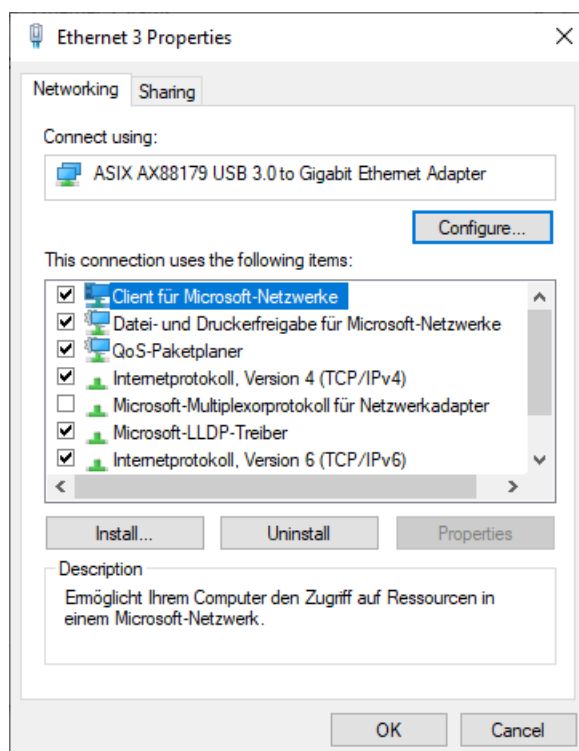 Ethernet 3 Properties
Networking
Sharing
Connect using:
ASIX AX88179 USB 3.0 to Gigabit Ethernet Adapter
Configure...
This connection uses the following items:
Client für Microsoft-Netzwerke
Datei- und Druckerfreigabe für Microsoft-Netzwerke
QoS-Paketplaner
Internetprotokoll, Version 4 (TCP/IPv4)
Microsoft-Multiplexorprotokoll für Netzwerkadapter
Microsoft-LLDP-Treiber
Internetprotokoll, Version 6 (TCP/IPv6)
Install...
Uninstall
Properties
Description
Ermöglicht Ihrem Computer den Zugriff auf Ressourcen in
einem Microsoft-Netzwerk.
OK
Cancel